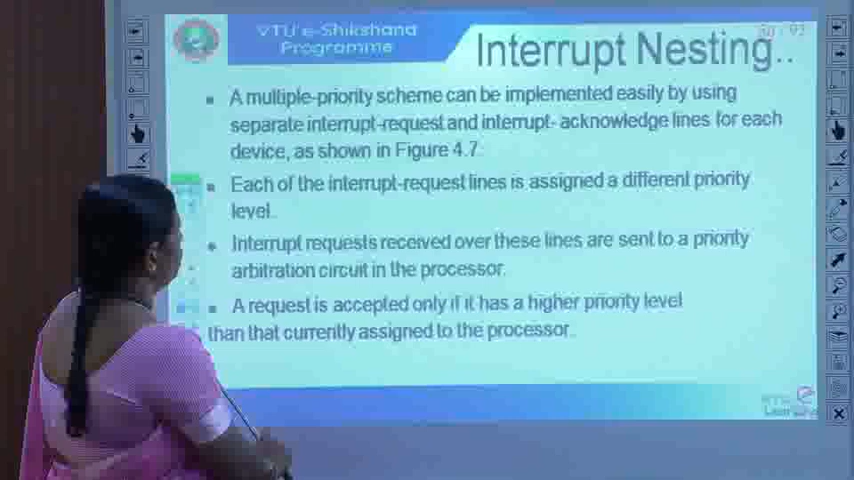 VTU e-Shikshana
Programme
Interrupt Nesting..
A multiple-priority scheme can be implemented easily by using
separate interrupt-request and interrupt- acknowledge lines for each
device, as shown in Figure 4.7.
Each of the interrupt-request lines is assigned a different priority
level.
Interrupt requests received over these lines are sent to a priority
arbitration circuit in the processor.
A request is accepted only if it has a higher priority level
than that currently assigned to the processor.